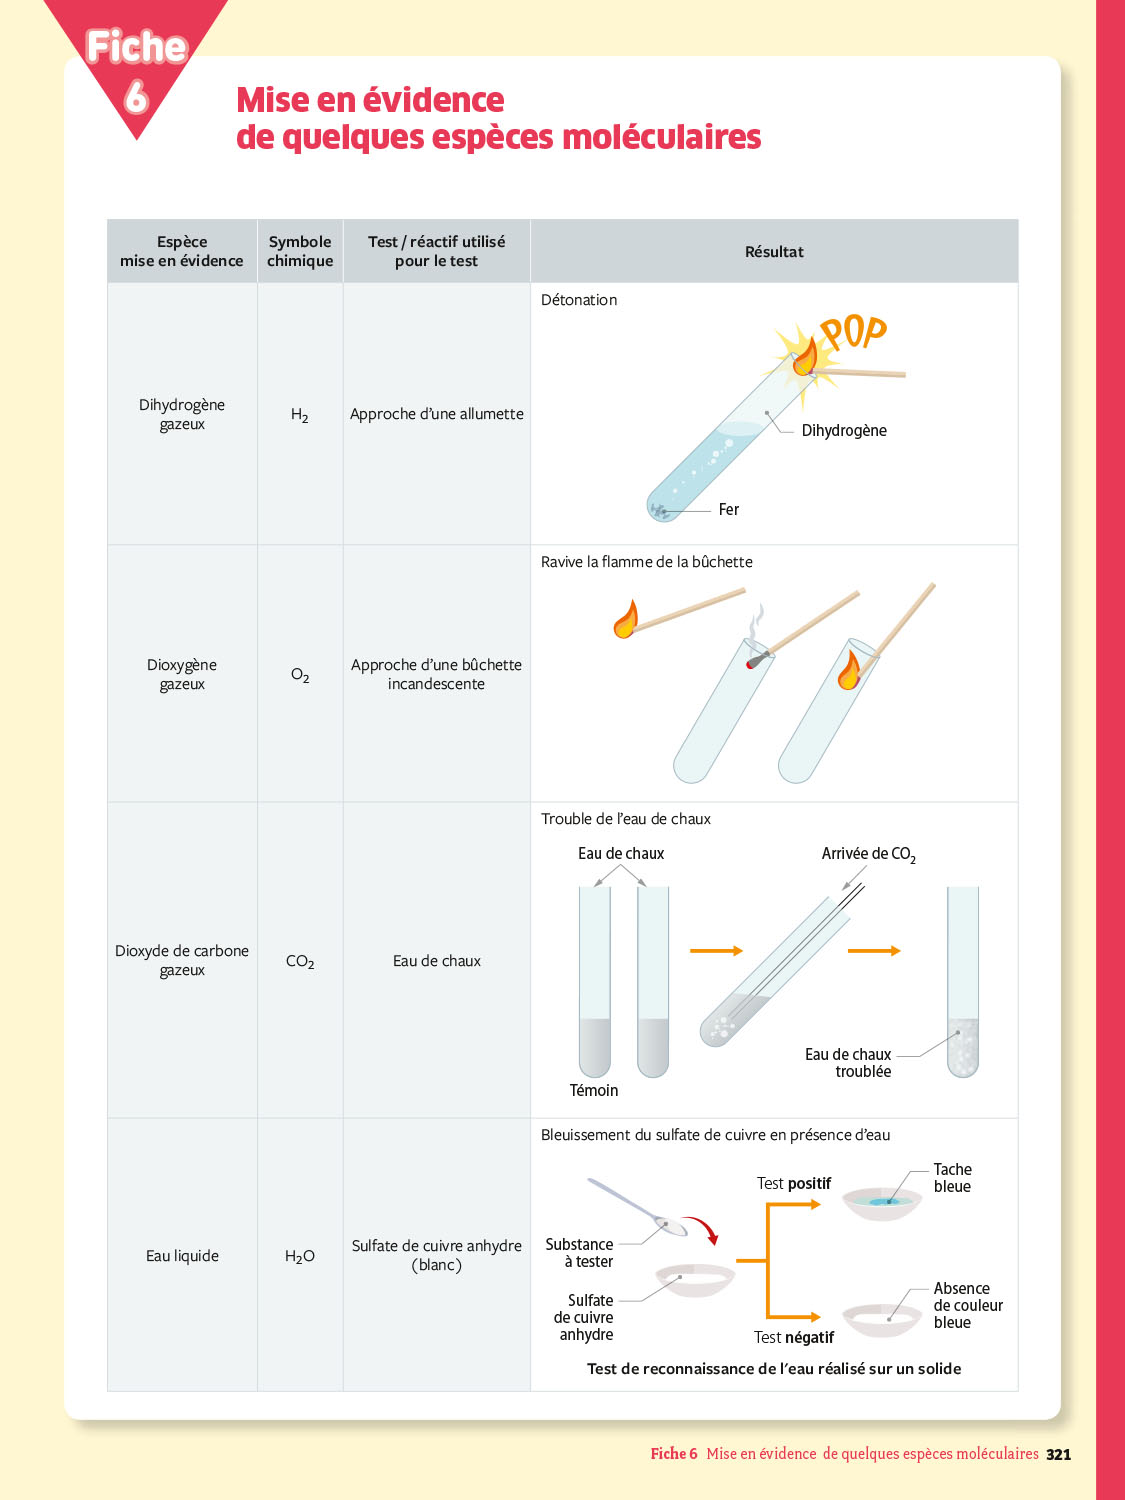 Fiche
6
Mise en évidence
de quelques espèces moléculaires
Espèce
mise en évidence
Symbole
chimique
Test / réactif utilisé
pour le test
Résultat
Dihydrogène
gazeux
H₂
Approche d'une allumette
Détonation
POP
Dihydrogène
Fer
Dioxygène
gazeux
O₂
Approche d'une bûchette
incandescente
Ravive la flamme de la bûchette
Dioxyde de carbone
gazeux
CO₂
Eau de chaux
Trouble de l'eau de chaux
Eau de chaux
Arrivée de CO₂
Eau de chaux
troublée
Témoin
Eau liquide
H₂O
Sulfate de cuivre anhydre
(blanc)
Bleuissement du sulfate de cuivre en présence d'eau
Test positif
Tache
bleue
Substance
à tester
Sulfate
de cuivre
anhydre
Absence
de couleur
bleue
Test négatif
Test de reconnaissance de l'eau réalisé sur un solide
Fiche 6 Mise en évidence de quelques espèces moléculaires 321